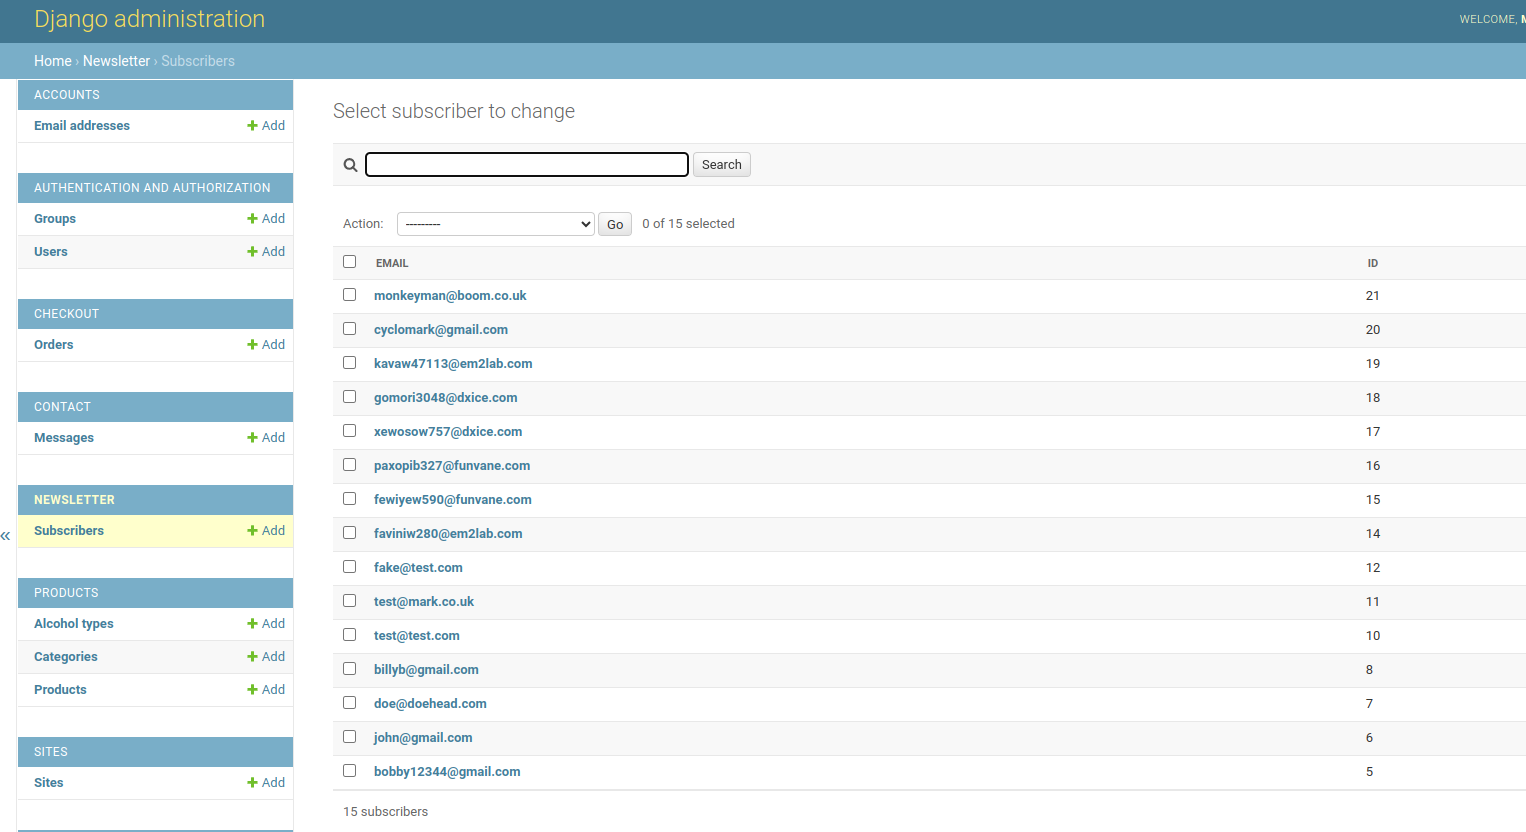 Django administration
WELCOME,
Home › Newsletter › Subscribers
«
ACCOUNTS
Email addresses + Add
AUTHENTICATION AND AUTHORIZATION
Groups + Add
Users + Add
CHECKOUT
Orders + Add
CONTACT
Messages + Add
NEWSLETTER
Subscribers + Add
PRODUCTS
Alcohol types + Add
Categories + Add
Products + Add
SITES
Sites + Add
Select subscriber to change
Search
Action: --------- Go 0 of 15 selected
EMAIL ID
monkeyman@boom.co.uk 21
cyclomark@gmail.com 20
kavaw47113@em2lab.com 19
gomori3048@dxice.com 18
xewosow757@dxice.com 17
paxopib327@funvane.com 16
fewiyew590@funvane.com 15
faviniw280@em2lab.com 14
fake@test.com 12
test@mark.co.uk 11
test@test.com 10
billyb@gmail.com 8
doe@doehead.com 7
john@gmail.com 6
bobby12344@gmail.com 5
15 subscribers